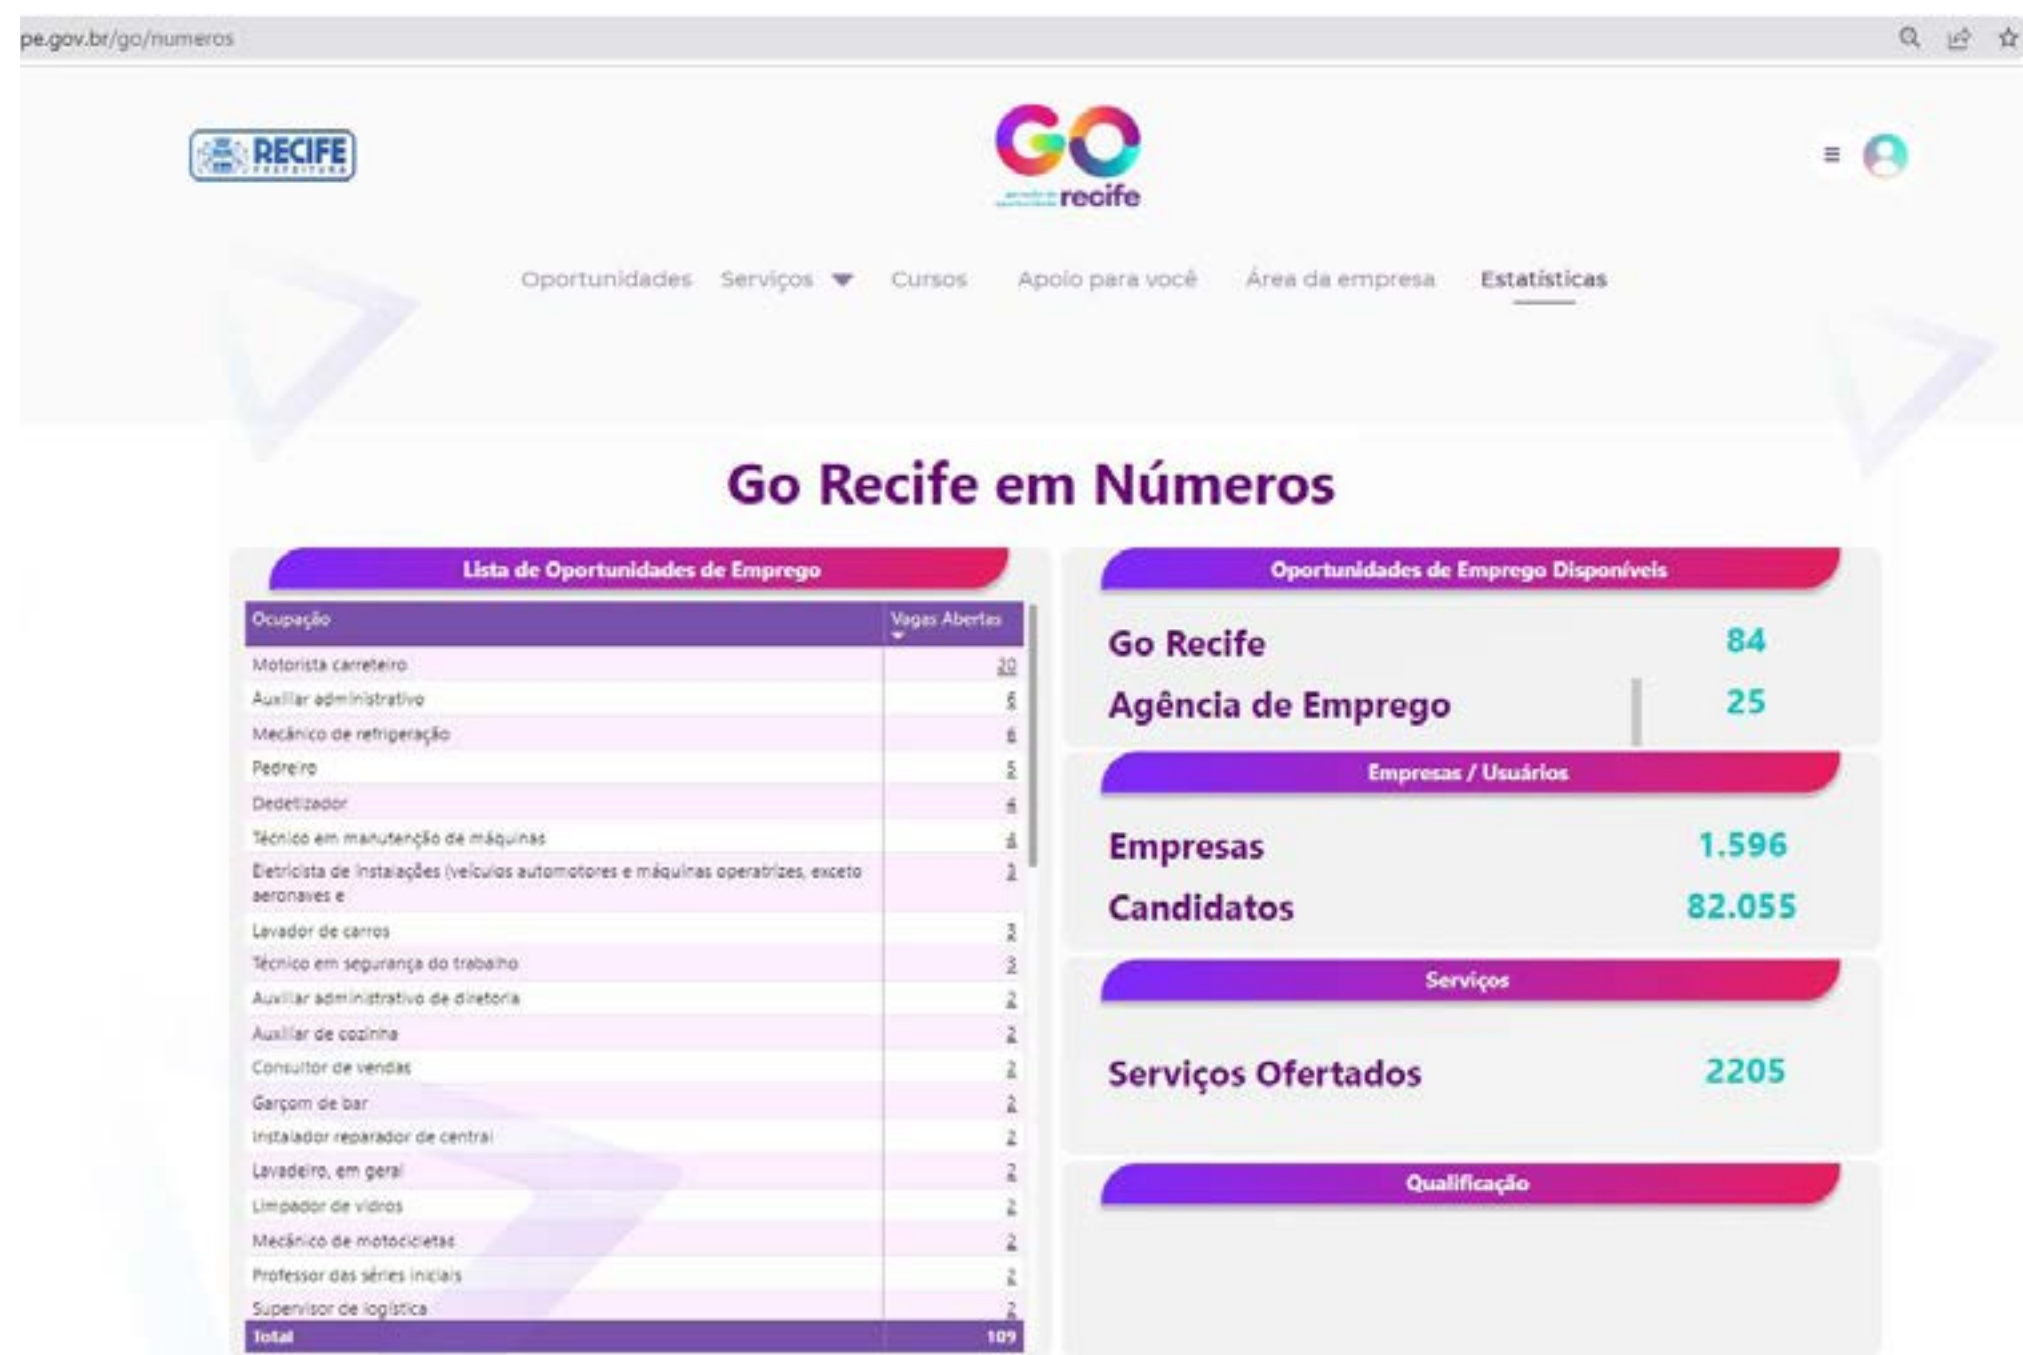 pe.gov.br/go/numeros
RECIFE
PREFEITURA
GO
recife
Oportunidades Serviços Cursos Apoio para você Área da empresa Estatísticas
Go Recife em Números
Lista de Oportunidades de Emprego
Ocupação Vagas Abertas
Motorista carreteiro 20
Auxiliar administrativo 6
Mecânico de refrigeração 6
Pedreiro 5
Dedetizador 4
Técnico em manutenção de máquinas 4
Eletricista de instalações (veículos automotores e máquinas operatrizes, exceto 3
aeronaves e
Lavador de carros 3
Técnico em segurança do trabalho 3
Auxiliar administrativo de diretoria 2
Auxiliar de cozinha 2
Consultor de vendas 2
Garçom de bar 2
Instalador reparador de central 2
Lavadeiro, em geral 2
Limpador de vidros 2
Mecânico de motocicletas 2
Professor das séries iniciais 2
Supervisor de logística 2
Total 109
Oportunidades de Emprego Disponíveis
Go Recife 84
Agência de Emprego 25
Empresas / Usuários
Empresas 1.596
Candidatos 82.055
Serviços
Serviços Ofertados 2205
Qualificação